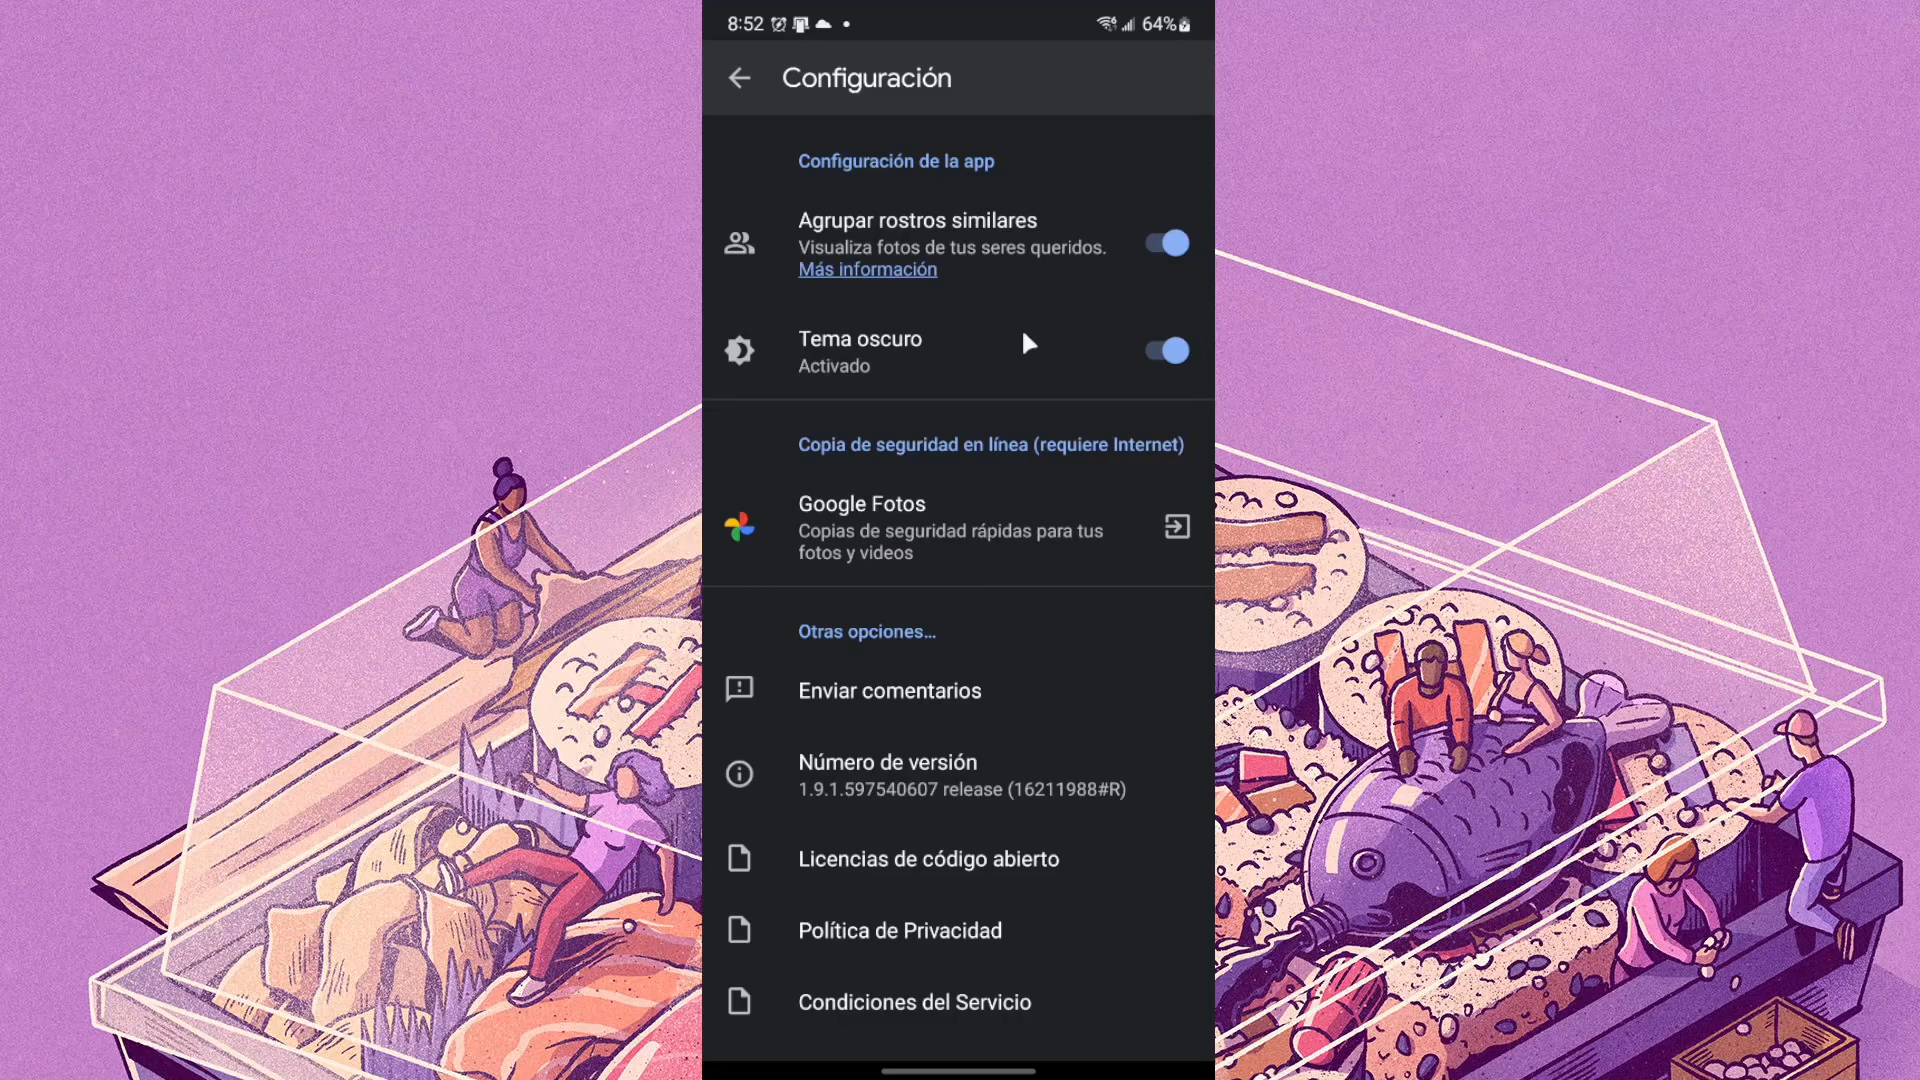 8:52
64%
Configuración
Configuración de la app
Agrupar rostros similares
Visualiza fotos de tus seres queridos.
Más información
Tema oscuro
Activado
Copia de seguridad en línea (requiere Internet)
Google Fotos
Copias de seguridad rápidas para tus
fotos y videos
Otras opciones...
Enviar comentarios
Número de versión
1.9.1.597540607 release (16211988#R)
Licencias de código abierto
Política de Privacidad
Condiciones del Servicio